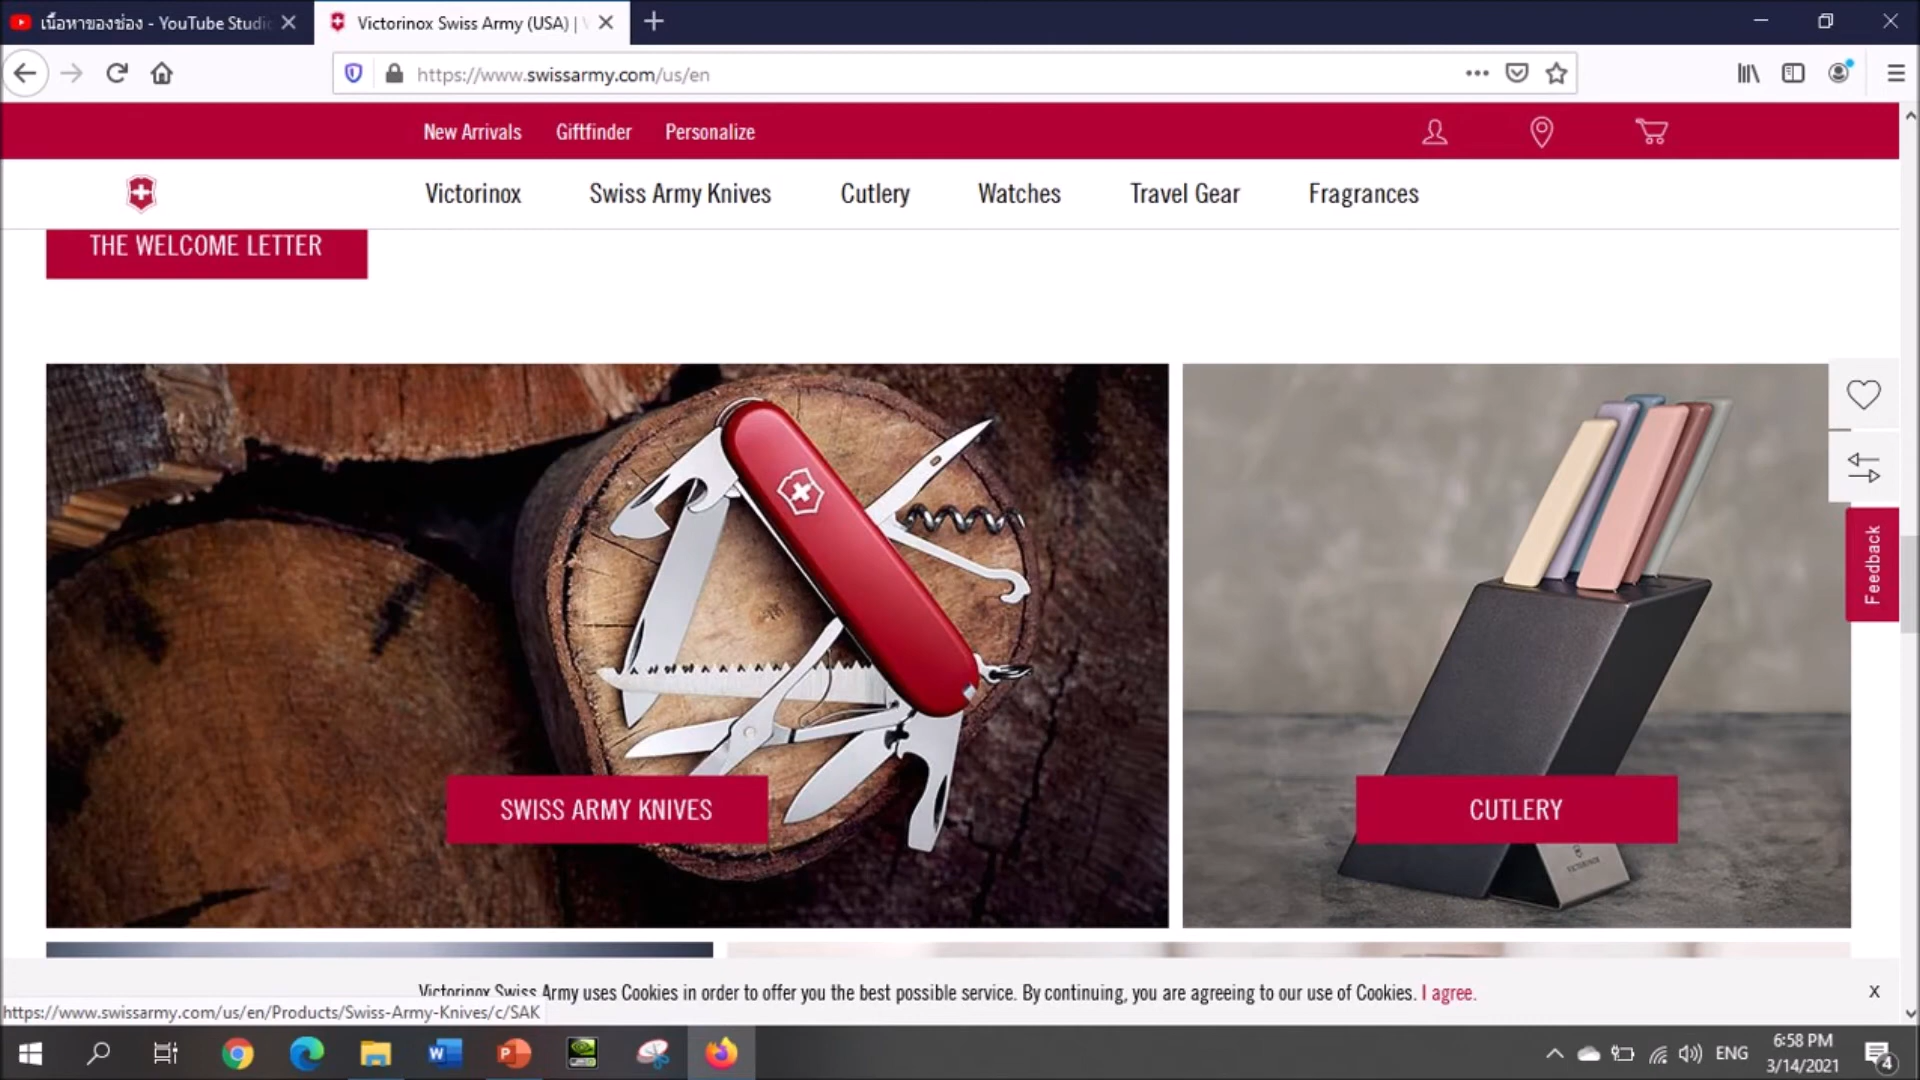 เนื้อหาของช่อง - YouTube Studi
Victorinox Swiss Army (USA) |
https://www.swissarmy.com/us/en
New Arrivals Giftfinder Personalize
Victorinox Swiss Army Knives Cutlery Watches Travel Gear Fragrances
THE WELCOME LETTER
Feedback
SWISS ARMY KNIVES
CUTLERY
VICTORINOX
Victorinox Swiss Army uses Cookies in order to offer you the best possible service. By continuing, you are agreeing to our use of Cookies. I agree. X
https://www.swissarmy.com/us/en/Products/Swiss-Army-Knives/c/SAK
ENG
6:58 PM
3/14/2021
4